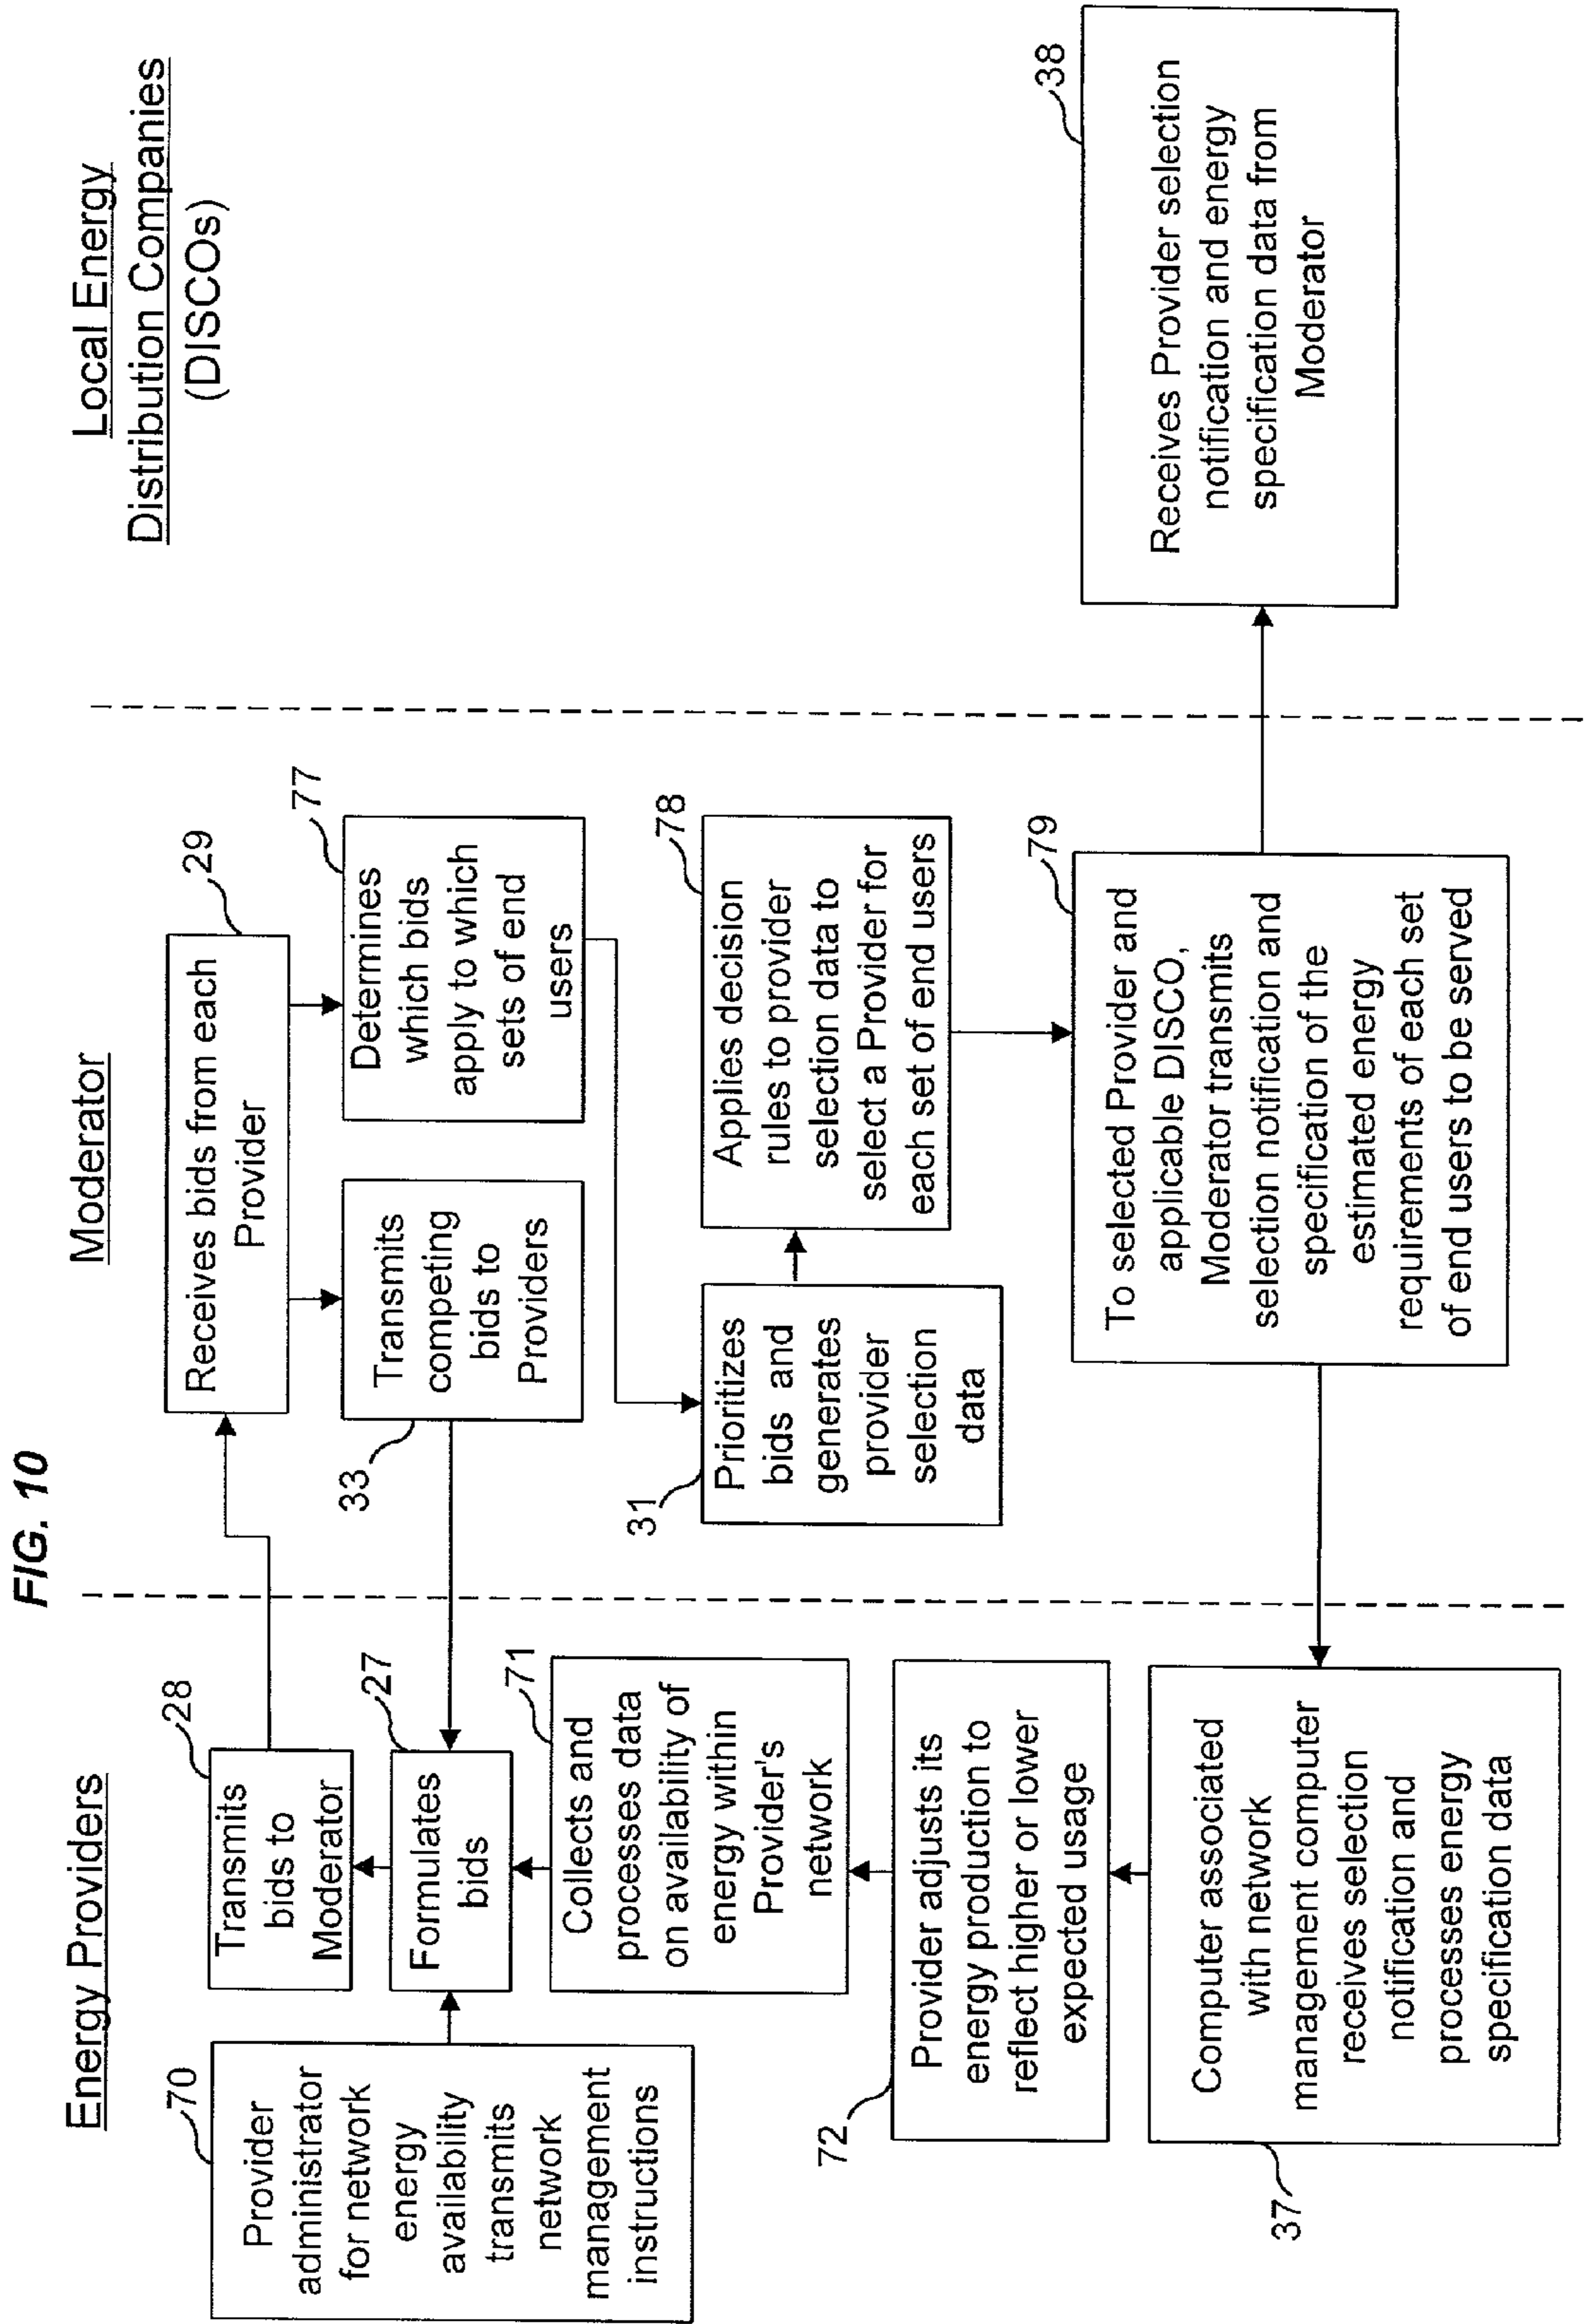 FIG. 10
Energy Providers
Moderator
Local Energy
Distribution Companies
(DISCOs)
70
Provider
administrator
for network
energy
availability
transmits
network
management
instructions
28
Transmits
bids to
Moderator
27
Formulates
bids
71
Collects and
processes data
on availability of
energy within
Provider's
network
72
Provider adjusts its
energy production to
reflect higher or lower
expected usage
37
Computer associated
with network
management computer
receives selection
notification and
processes energy
specification data
29
Receives bids from each
Provider
33
Transmits
competing
bids to
Providers
77
Determines
which bids
apply to which
sets of end
users
31
Prioritizes
bids and
generates
provider
selection
data
78
Applies decision
rules to provider
selection data to
select a Provider for
each set of end users
79
To selected Provider and
applicable DISCO,
Moderator transmits
selection notification and
specification of the
estimated energy
requirements of each set
of end users to be served
38
Receives Provider selection
notification and energy
specification data from
Moderator